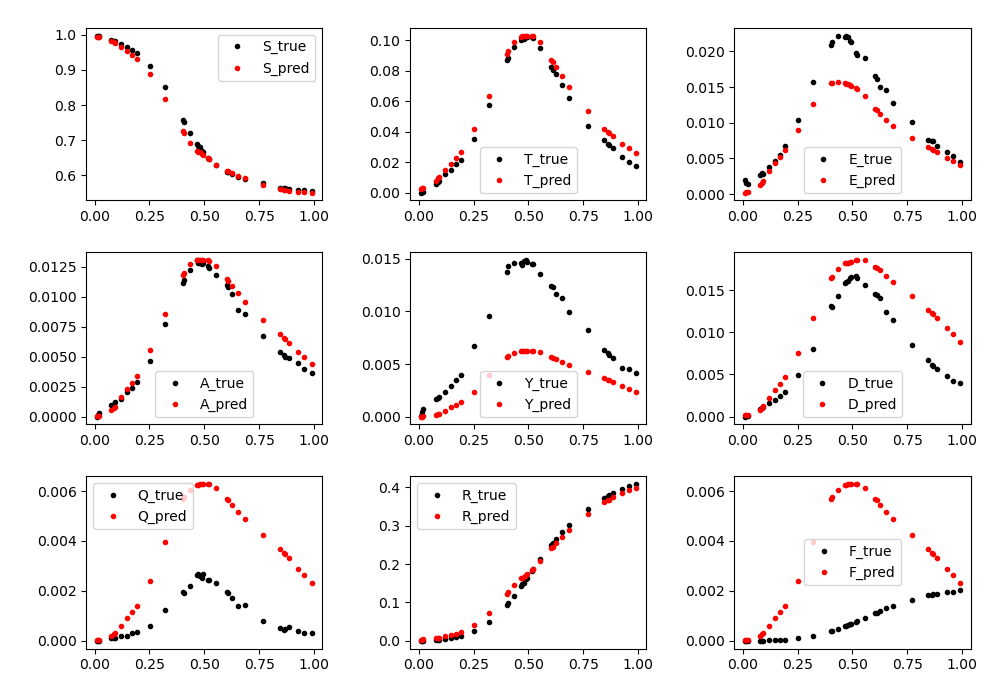 1.0
0.9
0.8
0.7
0.6
S_true
S_pred
0.00 0.25 0.50 0.75 1.00
0.10
0.08
0.06
0.04
0.02
0.00
T_true
T_pred
0.00 0.25 0.50 0.75 1.00
0.020
0.015
0.010
0.005
0.000
E_true
E_pred
0.00 0.25 0.50 0.75 1.00
0.0125
0.0100
0.0075
0.0050
0.0025
0.0000
A_true
A_pred
0.00 0.25 0.50 0.75 1.00
0.015
0.010
0.005
0.000
Y_true
Y_pred
0.00 0.25 0.50 0.75 1.00
0.015
0.010
0.005
0.000
D_true
D_pred
0.00 0.25 0.50 0.75 1.00
0.006
0.004
0.002
0.000
Q_true
Q_pred
0.00 0.25 0.50 0.75 1.00
0.4
0.3
0.2
0.1
0.0
R_true
R_pred
0.00 0.25 0.50 0.75 1.00
0.006
0.004
0.002
0.000
F_true
F_pred
0.00 0.25 0.50 0.75 1.00